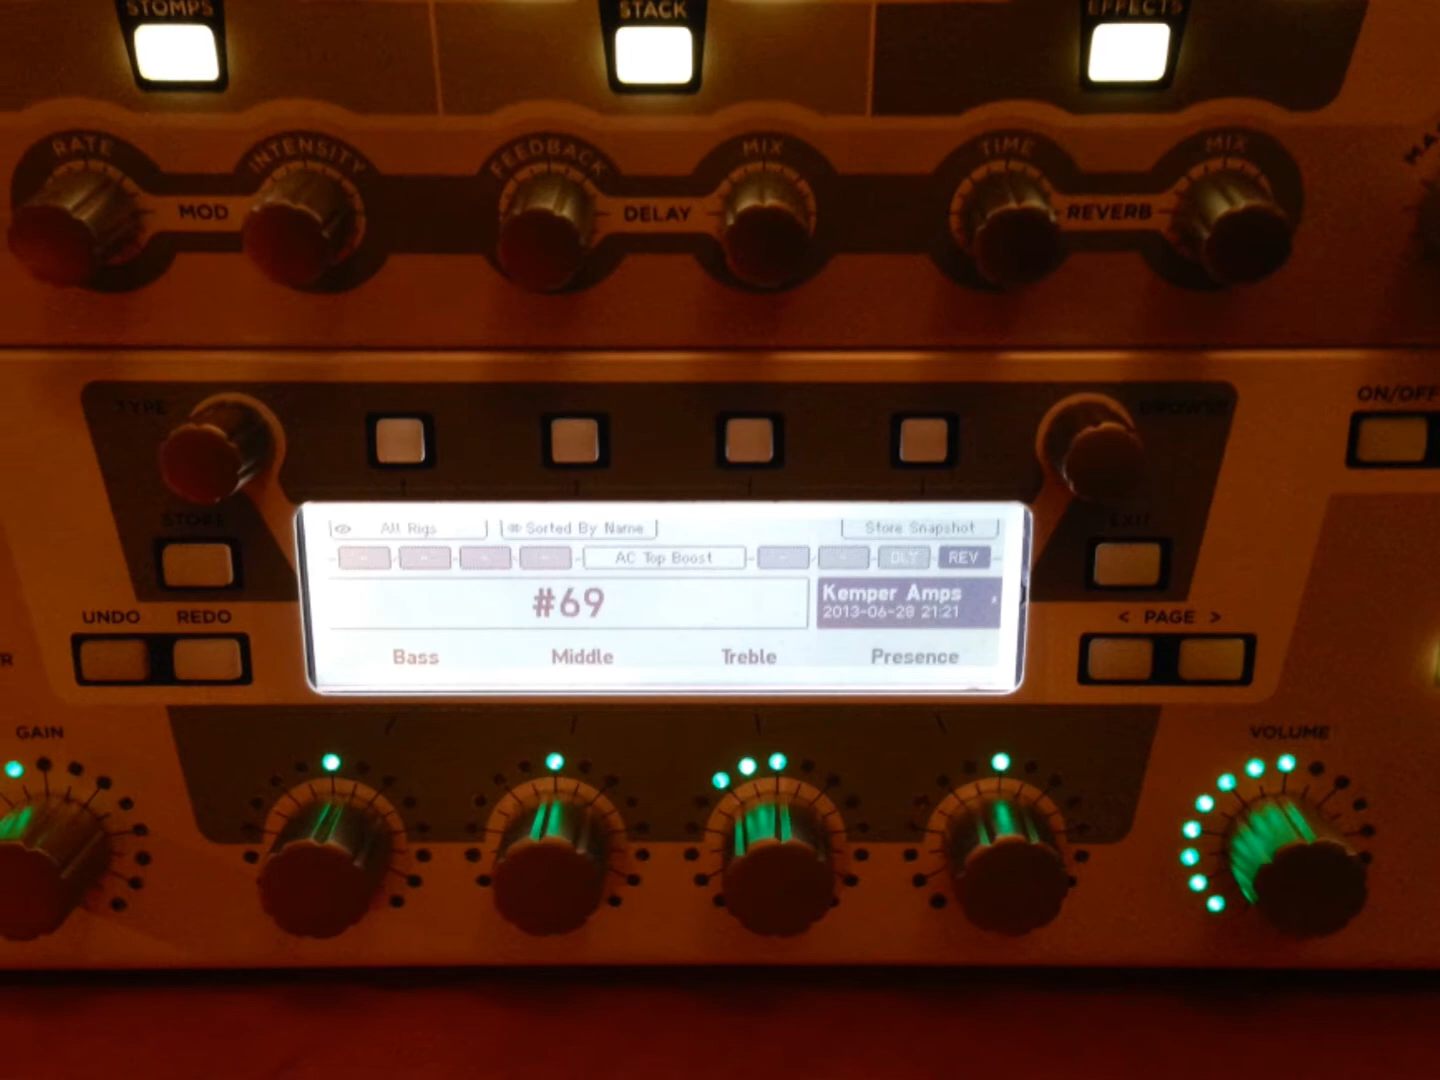 STOMPS STACK EFFECTS
RATE INTENSITY FEEDBACK MIX TIME MIX
MOD DELAY REVERB
TYPE BROWSE ON/OFF
STORE EXIT
All Rigs Sorted By Name Store Snapshot
AC Top Boost DLY REV
#69 Kemper Amps
2013-06-28 21:21
UNDO REDO < PAGE >
Bass Middle Treble Presence
GAIN VOLUME